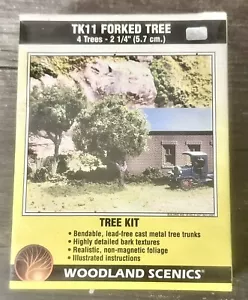 TK11 FORKED TREE
4 Trees - 2 1/4" (5.7 cm.)
TREE KIT
• Bendable, lead-free cast metal tree trunks
• Highly detailed bark textures
• Realistic, non-magnetic foliage
• Illustrated instructions
WOODLAND SCENICS®